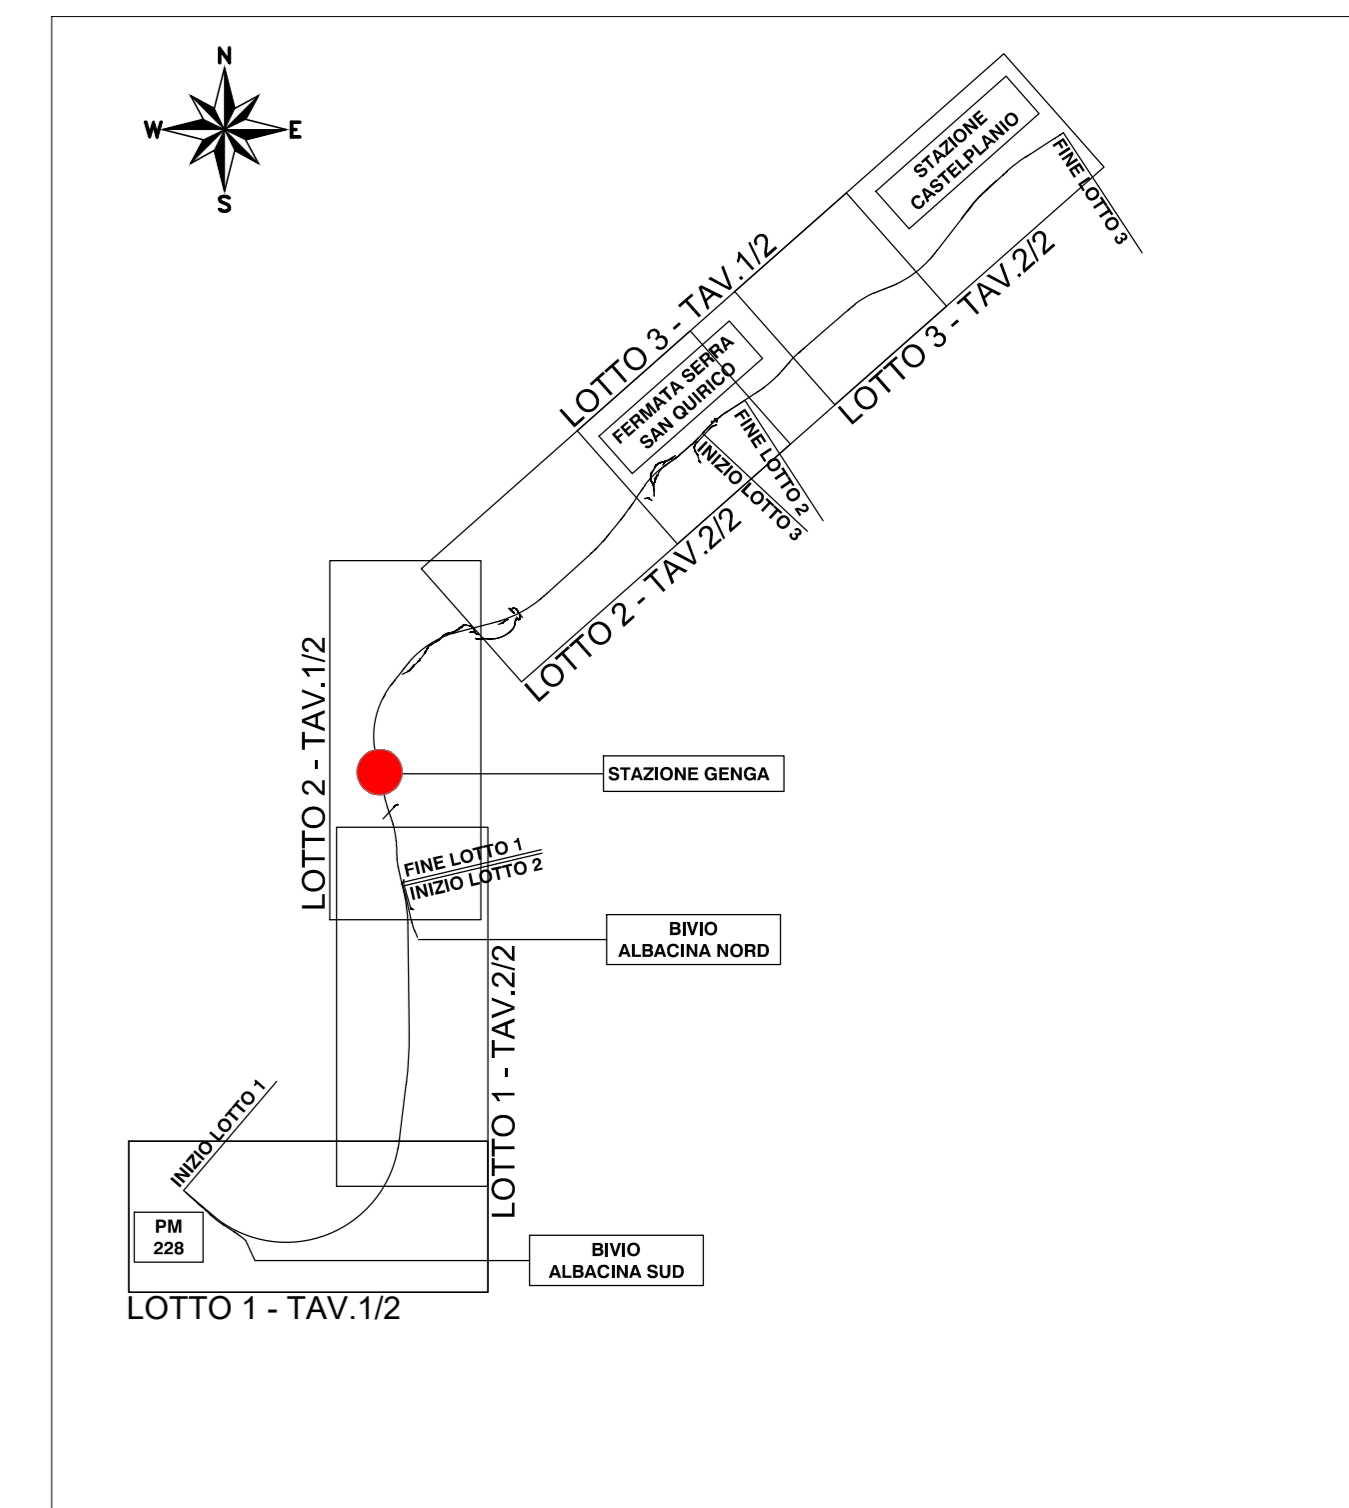 N
W
E
S
STAZIONE
CASTELPLANIO
FINE LOTTO 3
LOTTO 3 - TAV.1/2
LOTTO 3 - TAV.2/2
FERMATA SERRA
SAN QUIRICO
FINE LOTTO 2
INIZIO LOTTO 3
LOTTO 2 - TAV.2/2
LOTTO 2 - TAV.1/2
STAZIONE GENGA
FINE LOTTO 1
INIZIO LOTTO 2
BIVIO
ALBACINA NORD
LOTTO 1 - TAV.2/2
INIZIO LOTTO 1
PM
228
BIVIO
ALBACINA SUD
LOTTO 1 - TAV.1/2